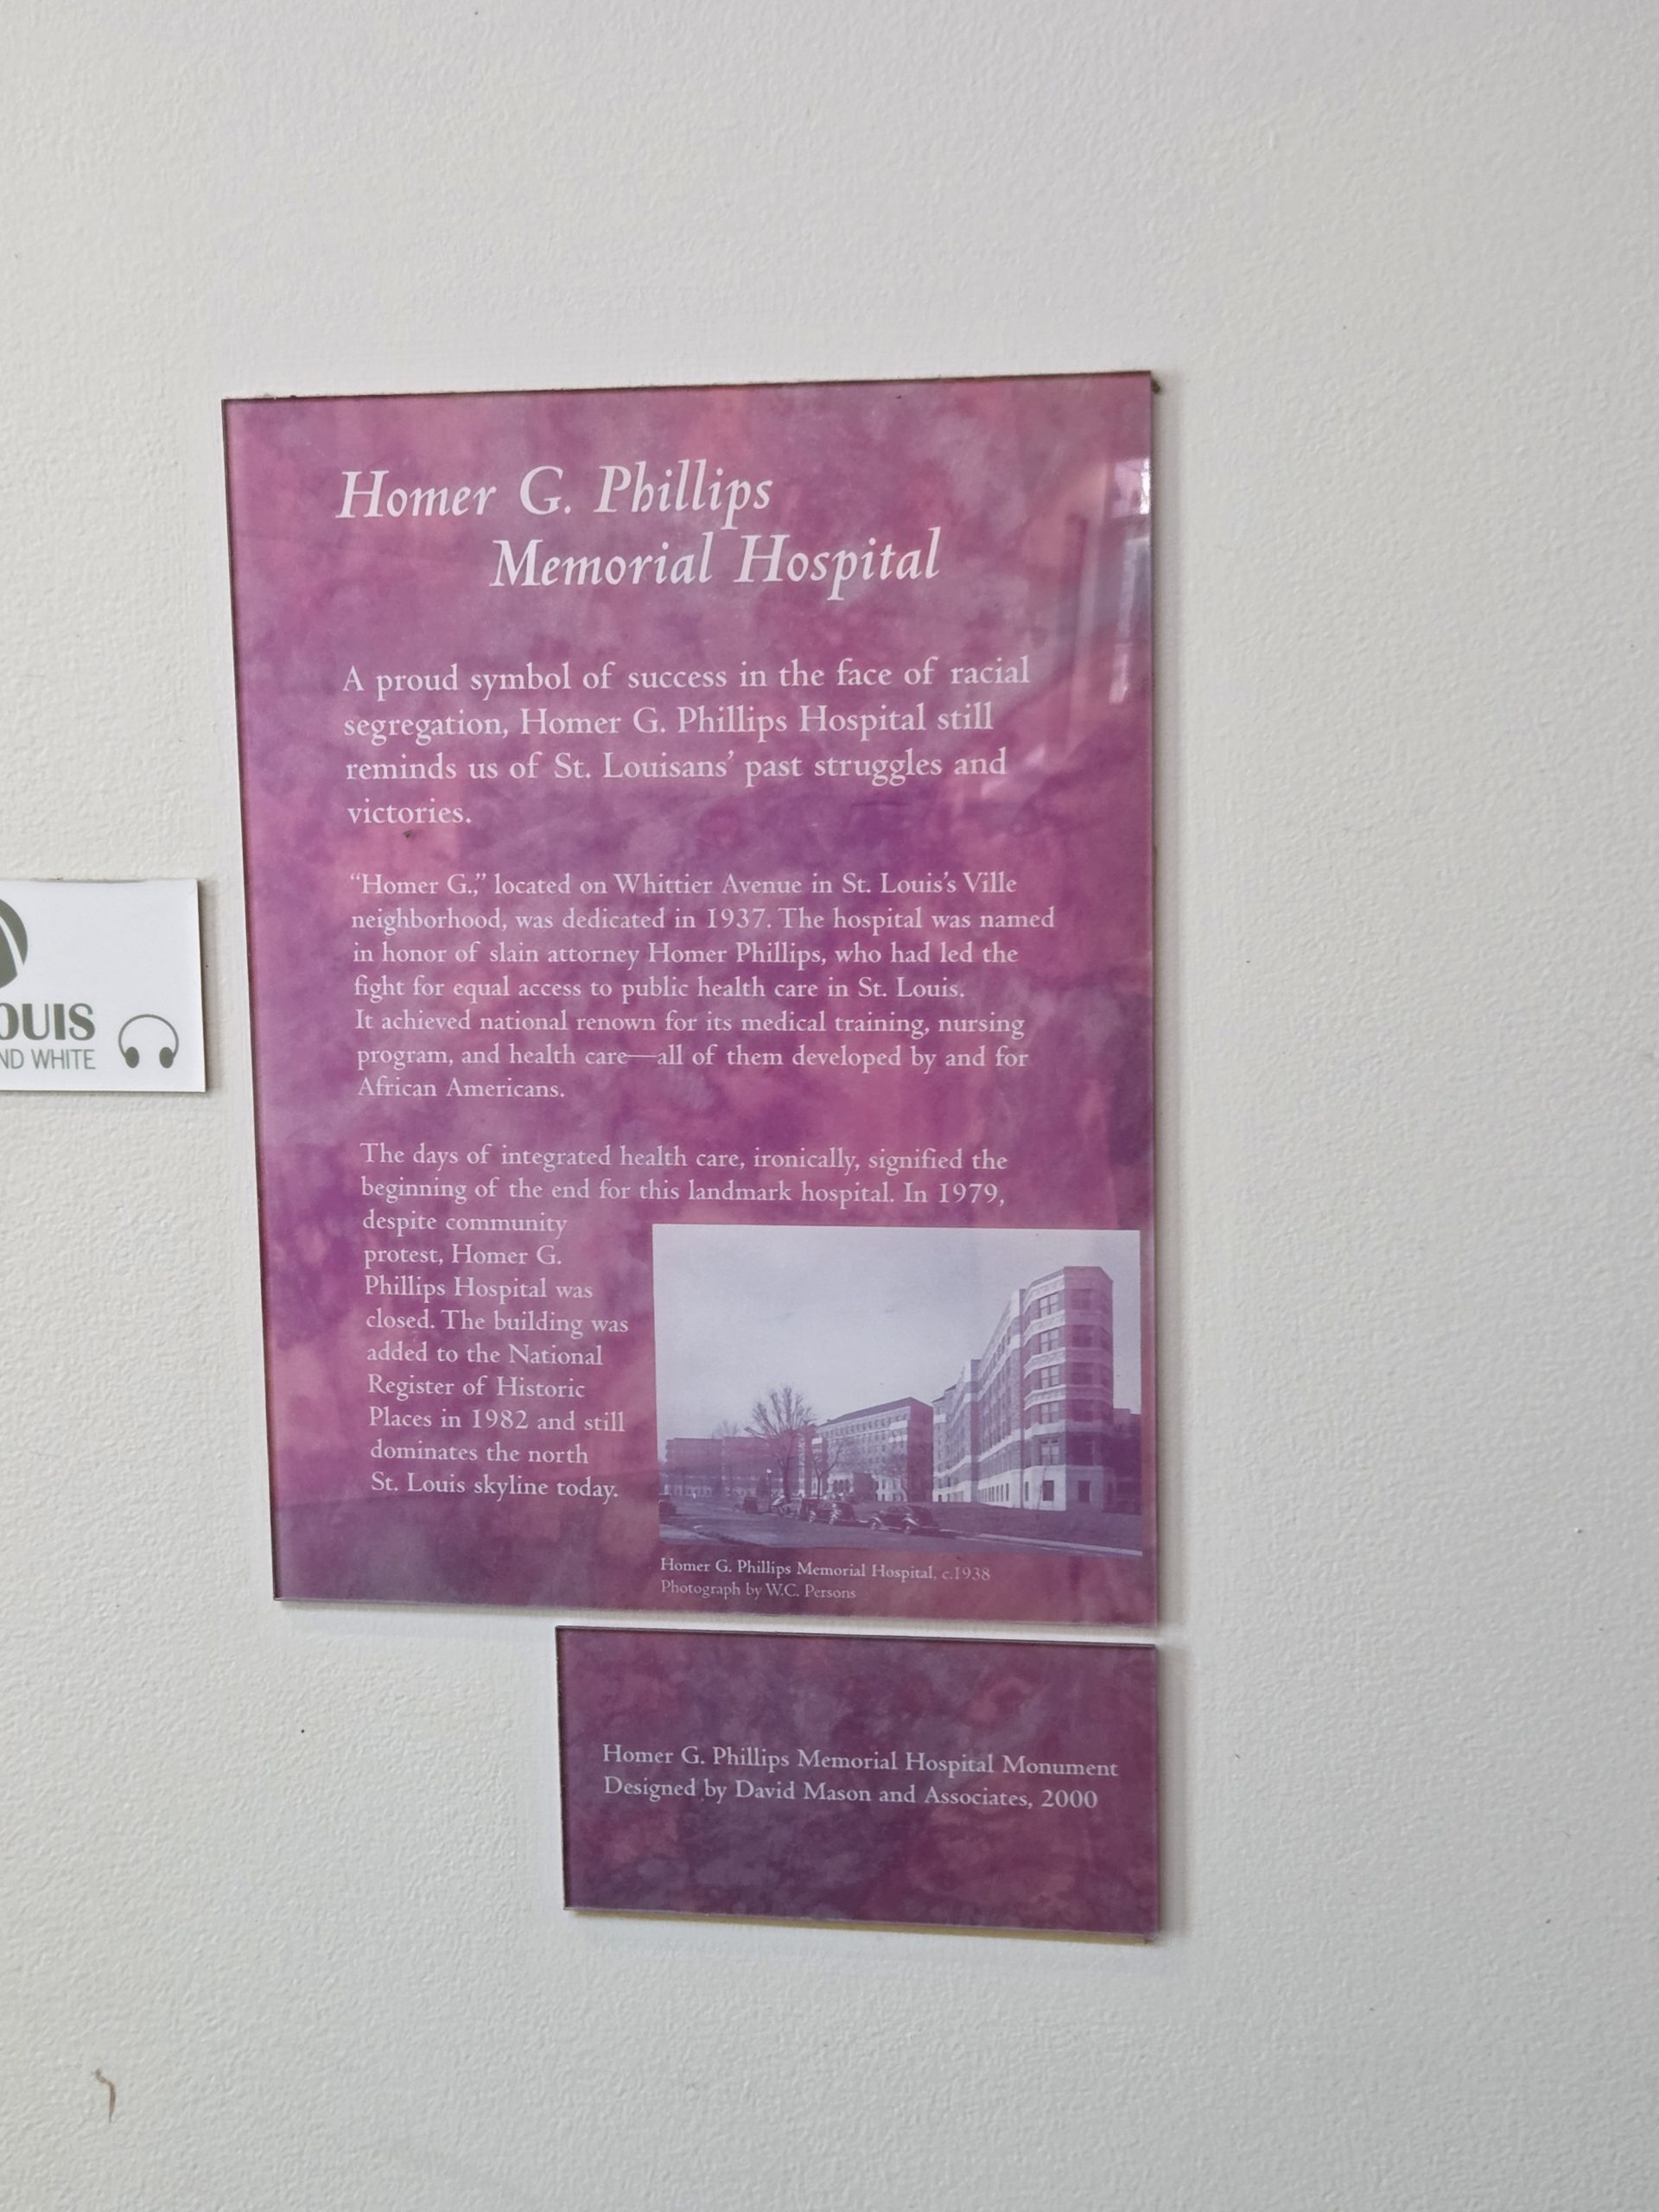 Homer G. Phillips
Memorial Hospital
A proud symbol of success in the face of racial
segregation, Homer G. Phillips Hospital still
reminds us of St. Louisans’ past struggles and
victories.
“Homer G.,” located on Whittier Avenue in St. Louis’s Ville
neighborhood, was dedicated in 1937. The hospital was named
in honor of slain attorney Homer Phillips, who had led the
fight for equal access to public health care in St. Louis.
It achieved national renown for its medical training, nursing
program, and health care—all of them developed by and for
African Americans.
The days of integrated health care, ironically, signified the
beginning of the end for this landmark hospital. In 1979,
despite community
protest, Homer G.
Phillips Hospital was
closed. The building was
added to the National
Register of Historic
Places in 1982 and still
dominates the north
St. Louis skyline today.
Homer G. Phillips Memorial Hospital, c.1938
Photograph by W.C. Persons
Homer G. Phillips Memorial Hospital Monument
Designed by David Mason and Associates, 2000
OUIS
ND WHITE